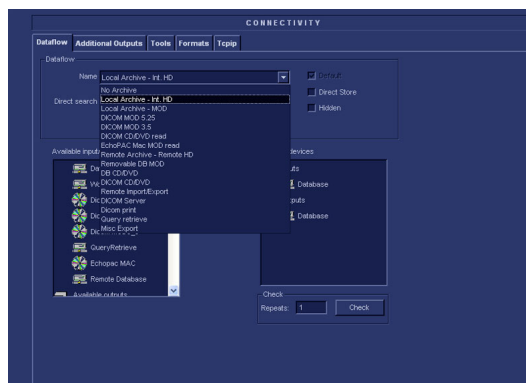 CONNECTIVITY
Dataflow Additional Outputs Tools Formats Tcpip
Dataflow
Name Local Archive - Int. HD Default
No Archive
Direct search Local Archive - Int. HD Direct Store
Local Archive - MOD Hidden
DICOM MOD 5.25
DICOM MOD 3.5
DICOM CD/DVD read
EchoPAC Mac MOD read
Remote Archive - Remote HD
Removable DB MOD
DB CD/DVD
DICOM CD/DVD
Remote Import/Export
DICOM Server
Dicom print
Query retrieve
Misc Export
Available input devices
Database
Database
QueryRetrieve
Echopac MAC
Remote Database
Available outputs
Check
Repeats: 1 Check